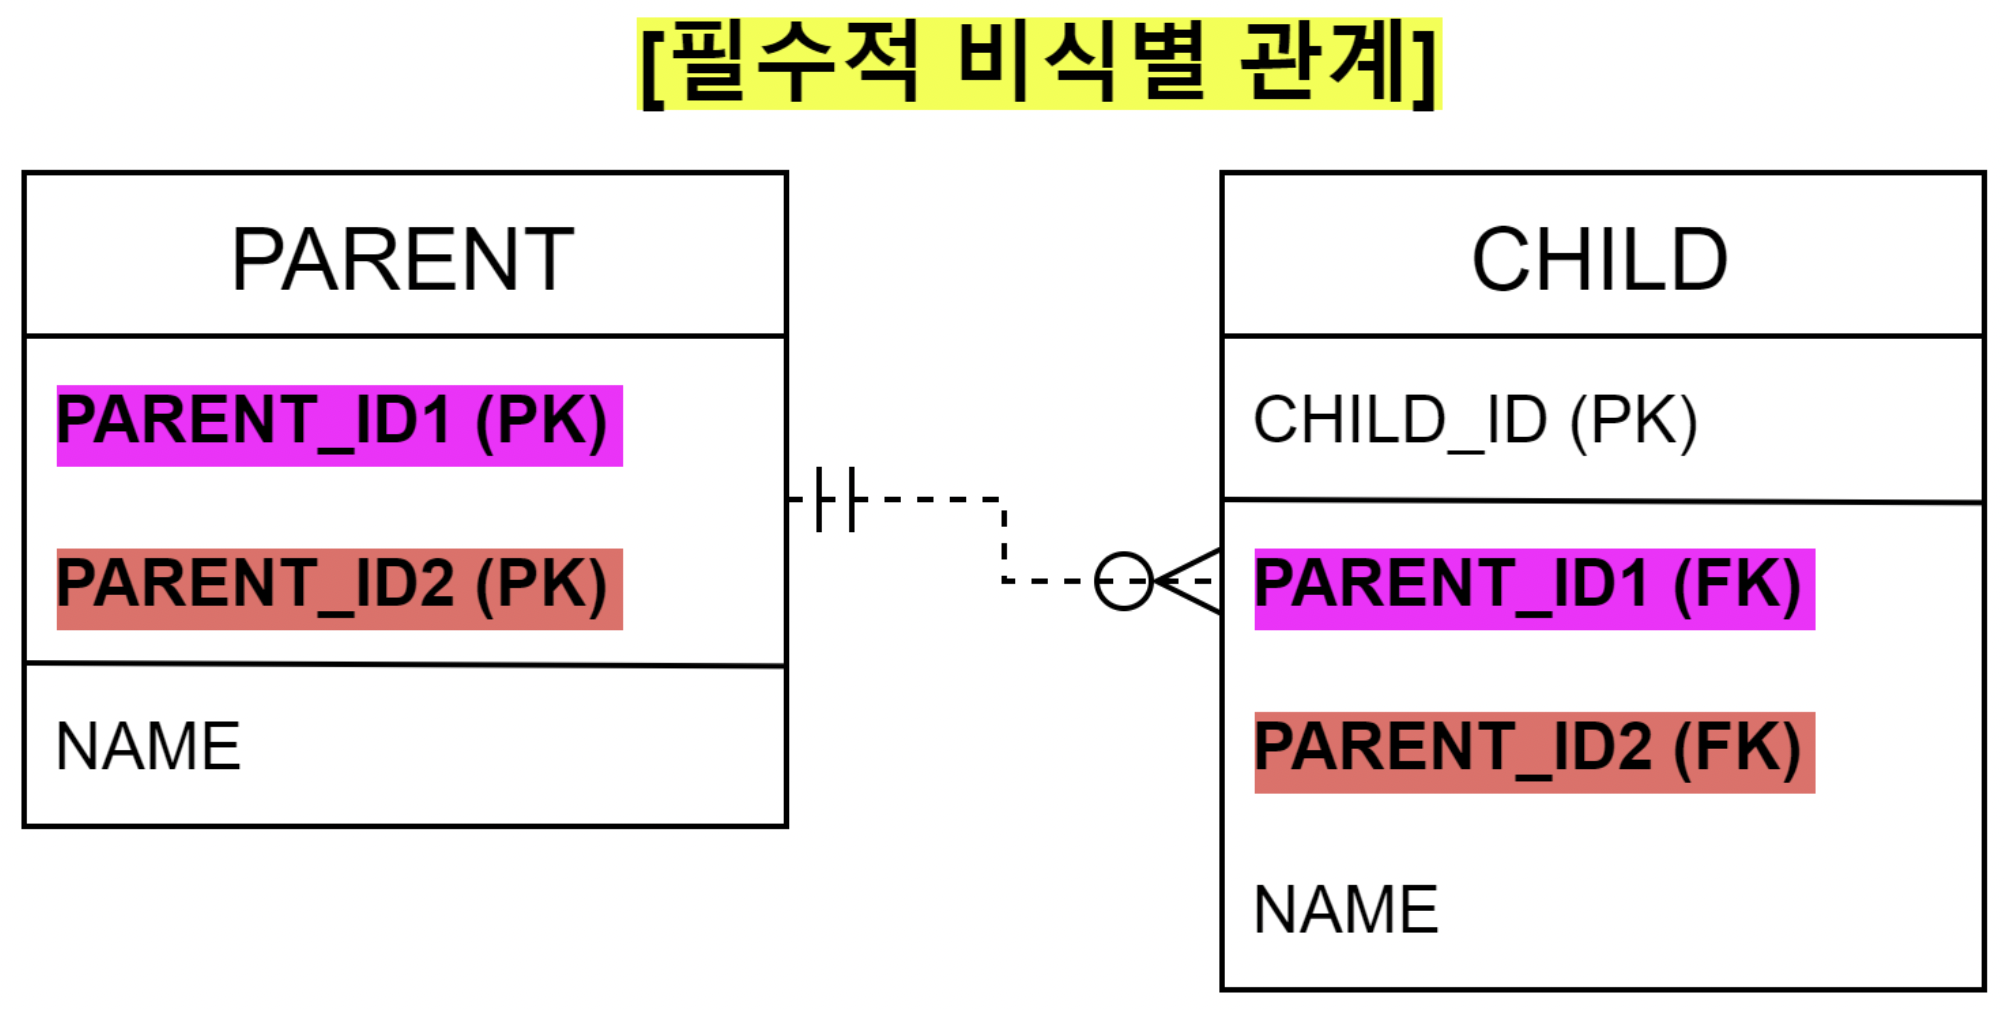 [필수적 비식별 관계]
PARENT
PARENT_ID1 (PK)
PARENT_ID2 (PK)
NAME
CHILD
CHILD_ID (PK)
PARENT_ID1 (FK)
PARENT_ID2 (FK)
NAME